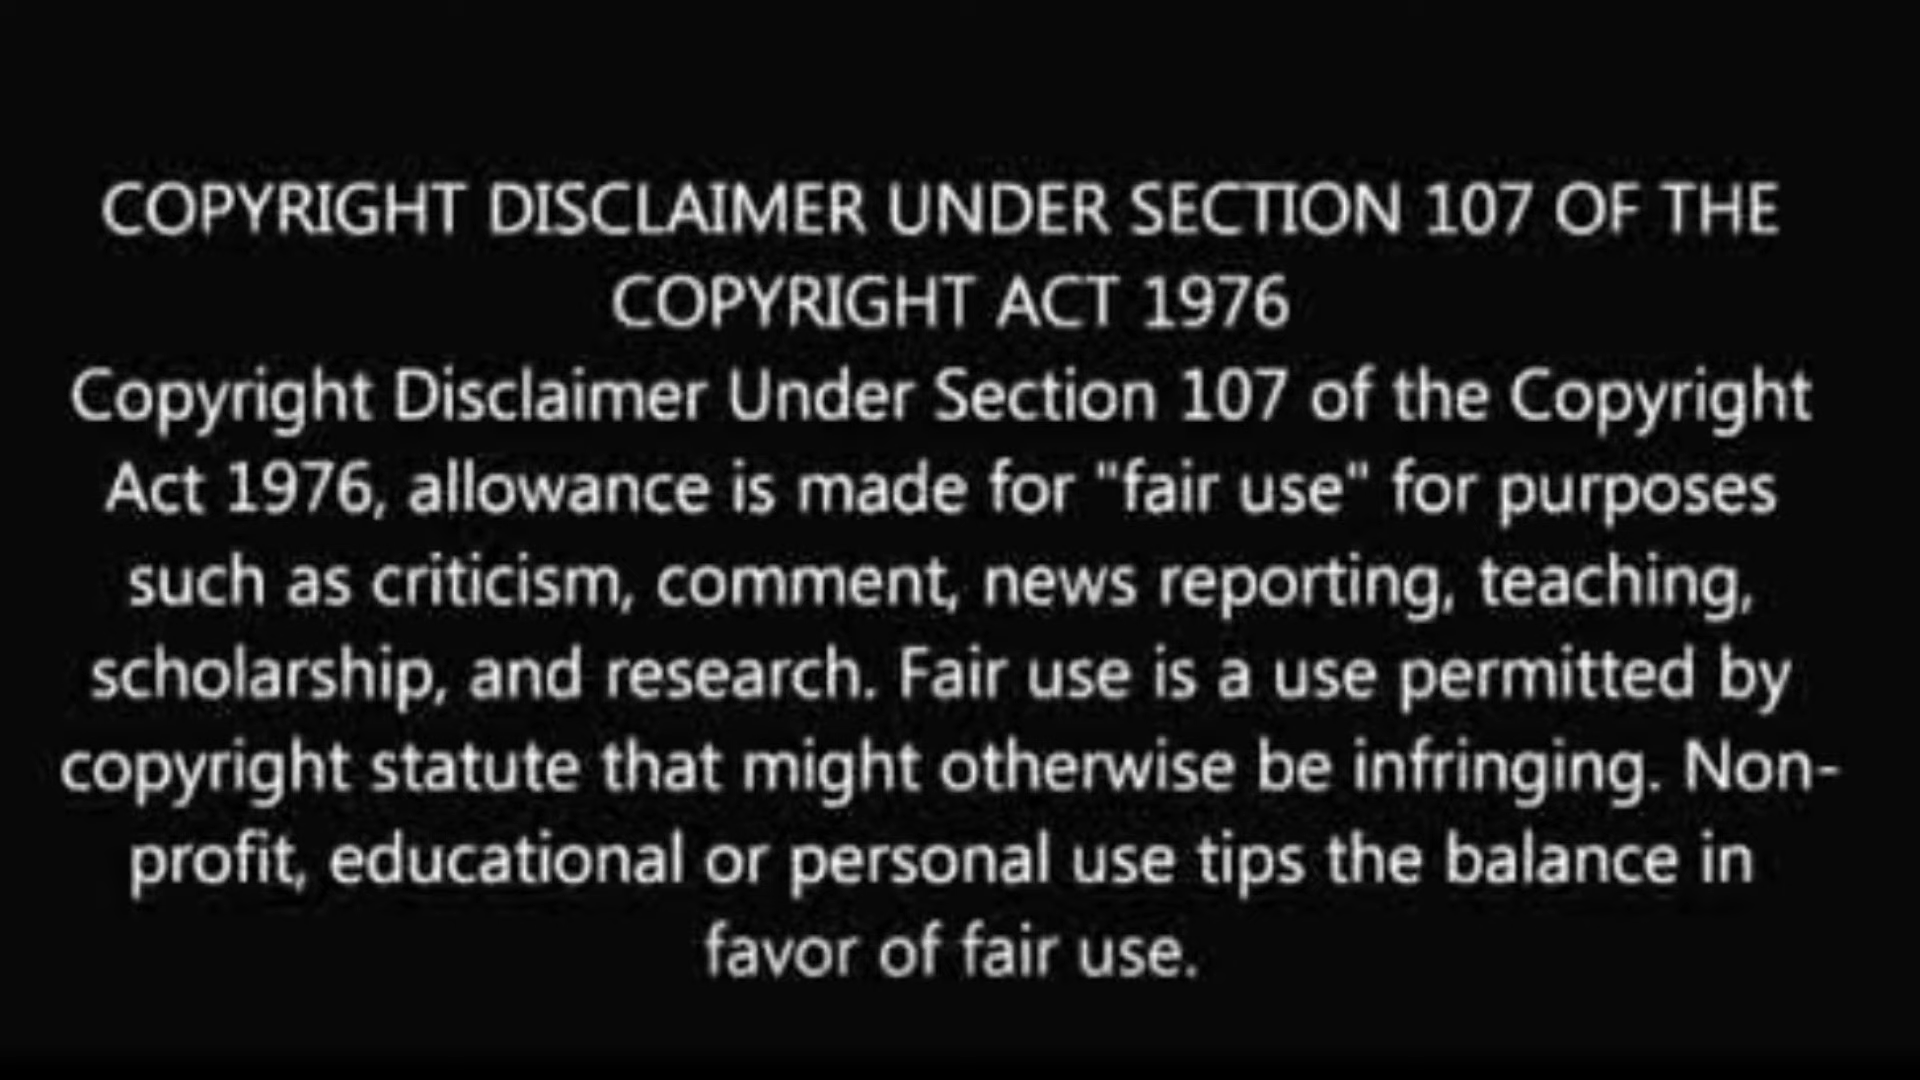 COPYRIGHT DISCLAIMER UNDER SECTION 107 OF THE
COPYRIGHT ACT 1976
Copyright Disclaimer Under Section 107 of the Copyright
Act 1976, allowance is made for "fair use" for purposes
such as criticism, comment, news reporting, teaching,
scholarship, and research. Fair use is a use permitted by
copyright statute that might otherwise be infringing. Non-
profit, educational or personal use tips the balance in
favor of fair use.